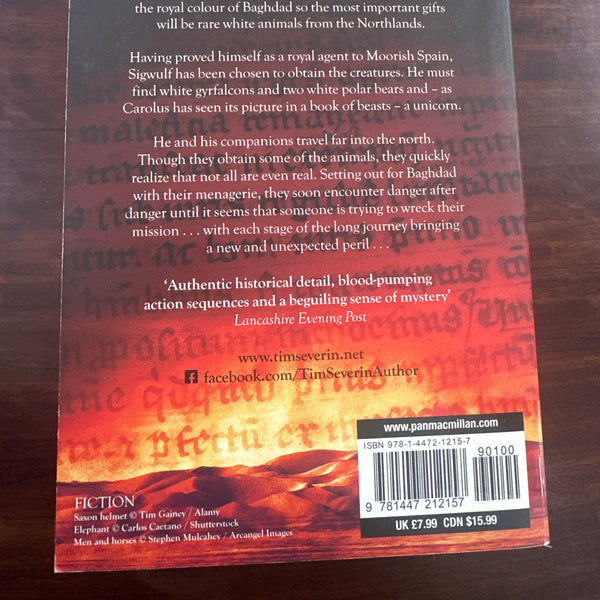 the royal colour of Baghdad so the most important gifts
will be rare white animals from the Northlands.
Having proved himself as a royal agent to Moorish Spain,
Sigwulf has been chosen to obtain the creatures. He must
find white gyrfalcons and two white polar bears and – as
Carolus has seen its picture in a book of beasts – a unicorn.
He and his companions travel far into the north.
Though they obtain some of the animals, they quickly
realize that not all are even real. Setting out for Baghdad
with their menagerie, they soon encounter danger after
danger until it seems that someone is trying to wreck their
mission . . . with each stage of the long journey bringing
a new and unexpected peril . . .
‘Authentic historical detail, blood-pumping
action sequences and a beguiling sense of mystery’
Lancashire Evening Post
www.timseverin.net
facebook.com/TimSeverinAuthor
www.panmacmillan.com
ISBN 978-1-4472-1215-7
90100
9 781447 212157
UK £7.99 CDN $15.99
FICTION
Saxon helmet © Tim Gainey / Alamy
Elephant © Carlos Caetano / Shutterstock
Men and horses © Stephen Mulcahey / Arcangel Images